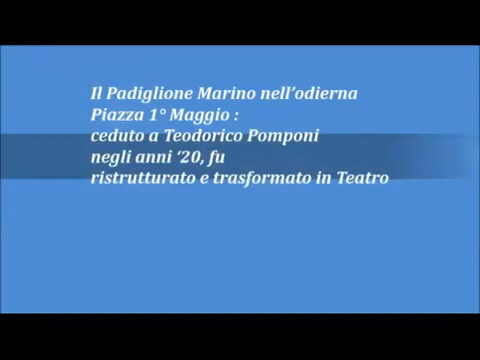 Il Padiglione Marino nell’odierna
Piazza 1° Maggio :
ceduto a Teodorico Pomponi
negli anni ‘20, fu
ristrutturato e trasformato in Teatro